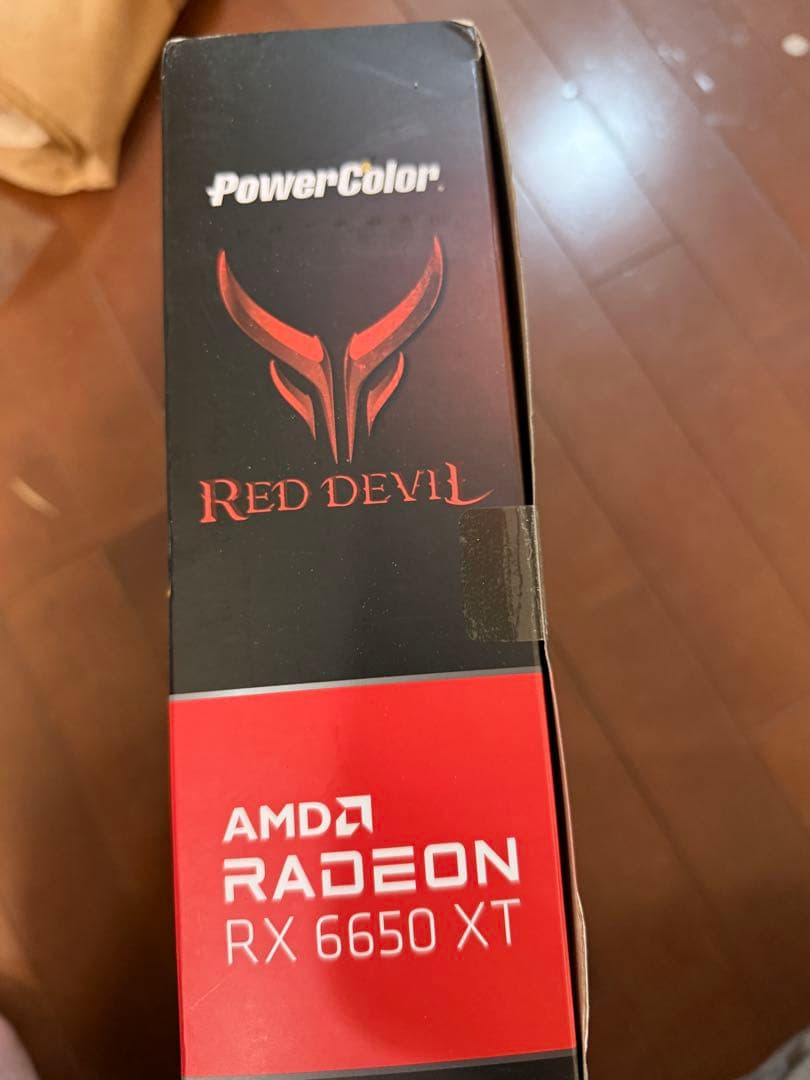 PowerColor
RED DEVIL
AMD
RADEON
RX 6650 XT